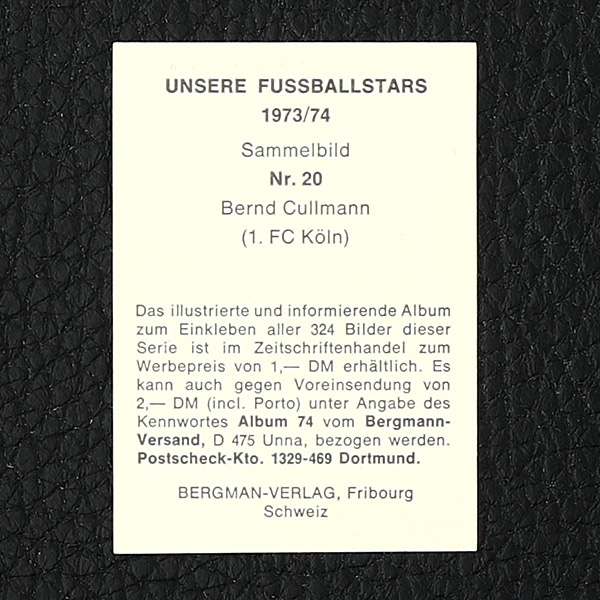 UNSERE FUSSBALLSTARS
1973/74
Sammelbild
Nr. 20
Bernd Cullmann
(1. FC Köln)
Das illustrierte und informierende Album
zum Einkleben aller 324 Bilder dieser
Serie ist im Zeitschriftenhandel zum
Werbepreis von 1,— DM erhältlich. Es
kann auch gegen Voreinsendung von
2,— DM (incl. Porto) unter Angabe des
Kennwortes Album 74 vom Bergmann-
Versand, D 475 Unna, bezogen werden.
Postscheck-Kto. 1329-469 Dortmund.
BERGMAN-VERLAG, Fribourg
Schweiz